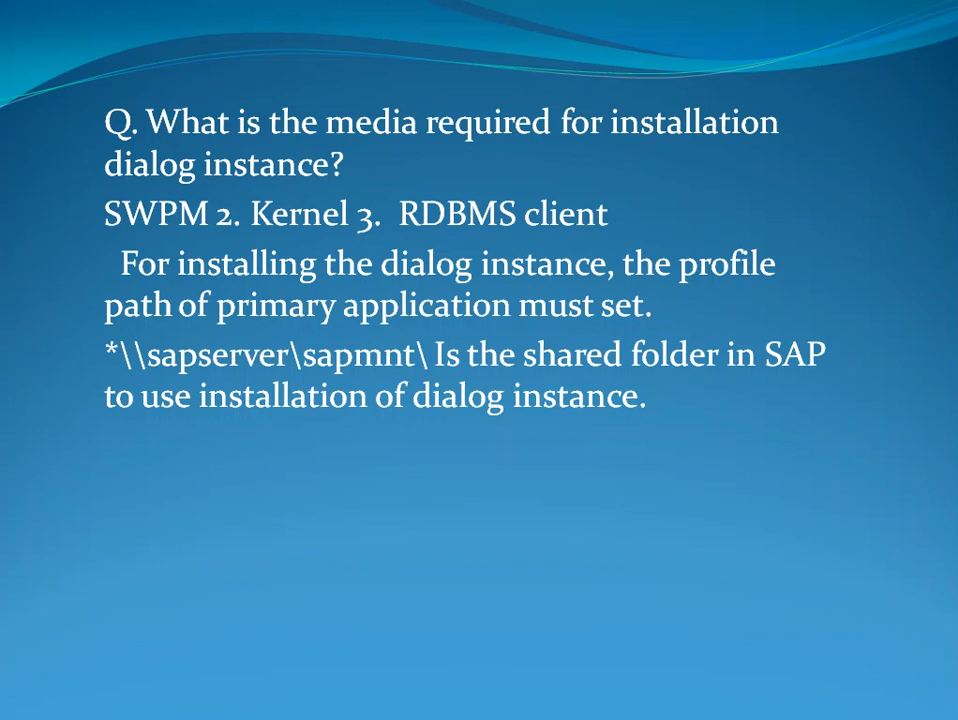 Q. What is the media required for installation
dialog instance?
SWPM 2. Kernel 3. RDBMS client
For installing the dialog instance, the profile
path of primary application must set.
*\\sapserver\sapmnt\ Is the shared folder in SAP
to use installation of dialog instance.